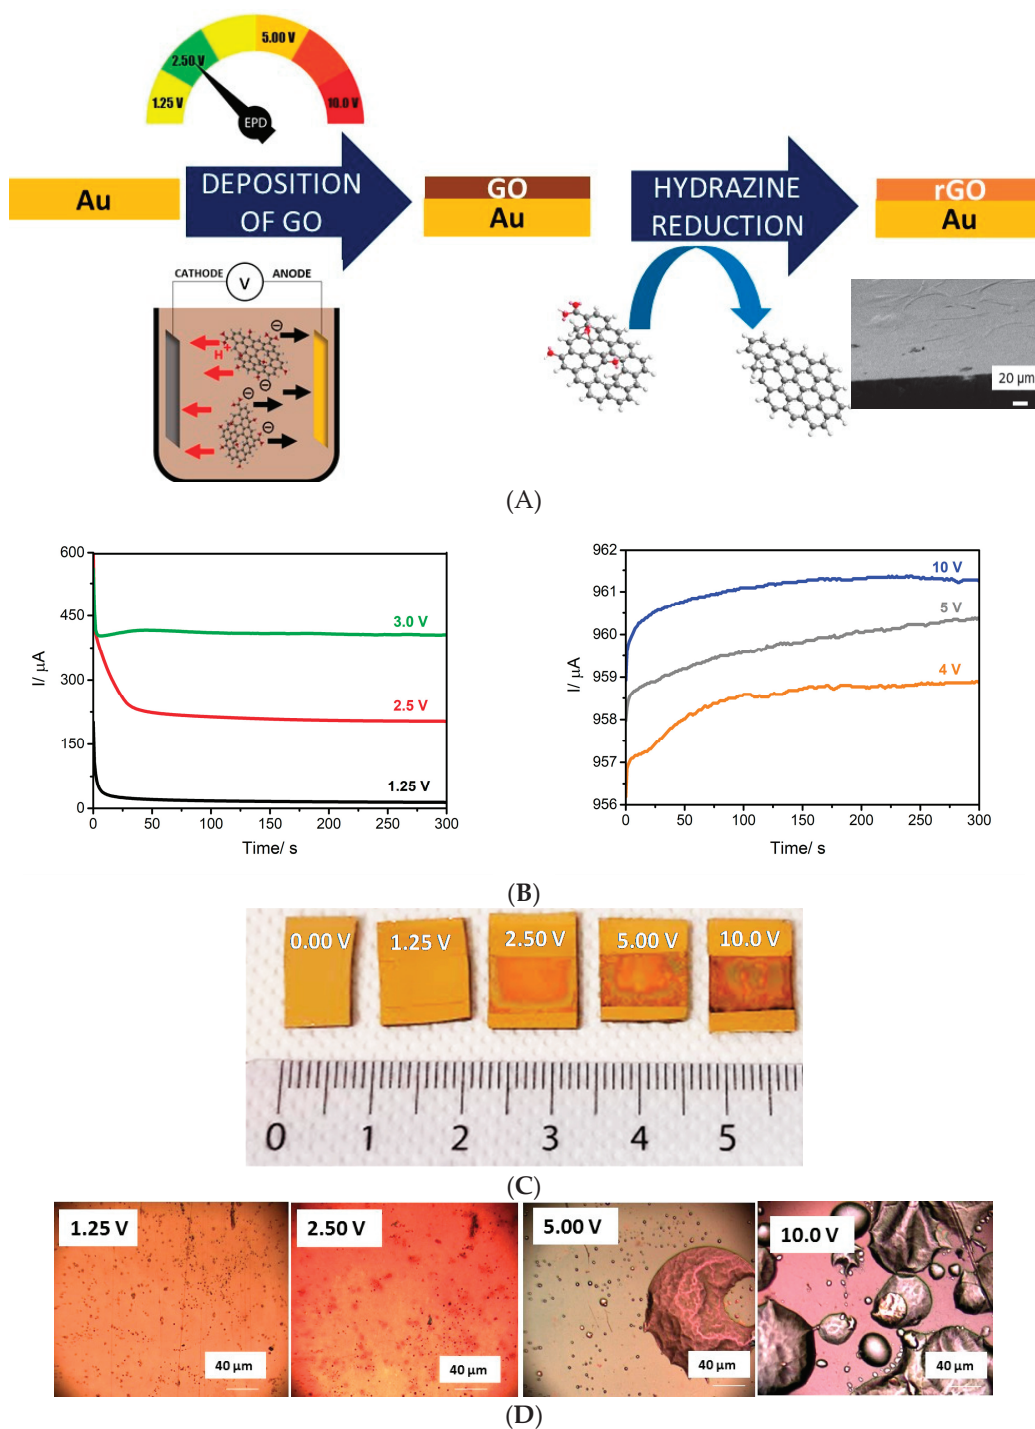 1.25 V
2.50 V
5.00 V
10.0 V
EPD
Au
DEPOSITION
OF GO
GO
Au
HYDRAZINE
REDUCTION
rGO
Au
CATHODE
V
ANODE
H+
20 µm
(A)
600
450
300
150
0
I/ µA
3.0 V
2.5 V
1.25 V
0 50 100 150 200 250 300
Time/ s
962
961
960
959
958
957
956
I/ µA
10 V
5 V
4 V
0 50 100 150 200 250 300
Time/ s
(B)
0.00 V 1.25 V 2.50 V 5.00 V 10.0 V
0 1 2 3 4 5
(C)
1.25 V 2.50 V 5.00 V 10.0 V
40 µm 40 µm 40 µm 40 µm
(D)